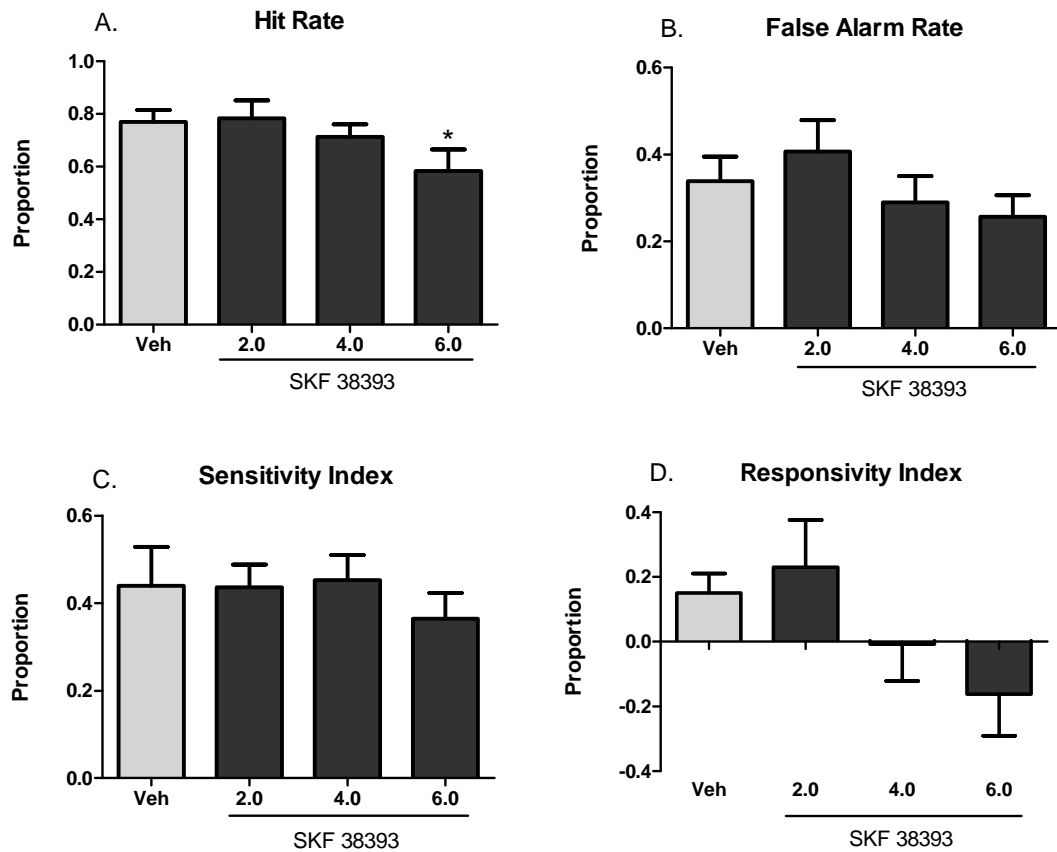 A.
Hit Rate
Proportion
1.0
0.8
0.6
0.4
0.2
0.0
*
Veh
2.0
4.0
6.0
SKF 38393
B.
False Alarm Rate
Proportion
0.6
0.4
0.2
0.0
Veh
2.0
4.0
6.0
SKF 38393
C.
Sensitivity Index
Proportion
0.6
0.4
0.2
0.0
Veh
2.0
4.0
6.0
SKF 38393
D.
Responsivity Index
Proportion
0.4
0.2
0.0
-0.2
-0.4
Veh
2.0
4.0
6.0
SKF 38393